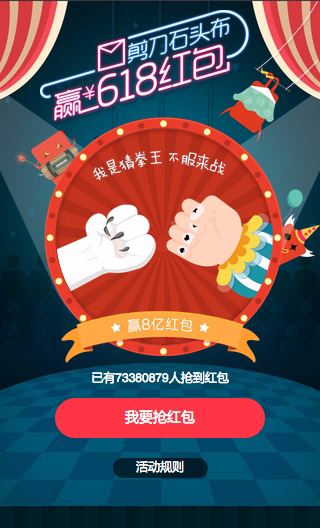 剪刀石头布
赢¥618红包
我是猜拳王 不服来战
赢8亿红包
已有73380879人抢到红包
我要抢红包
活动规则